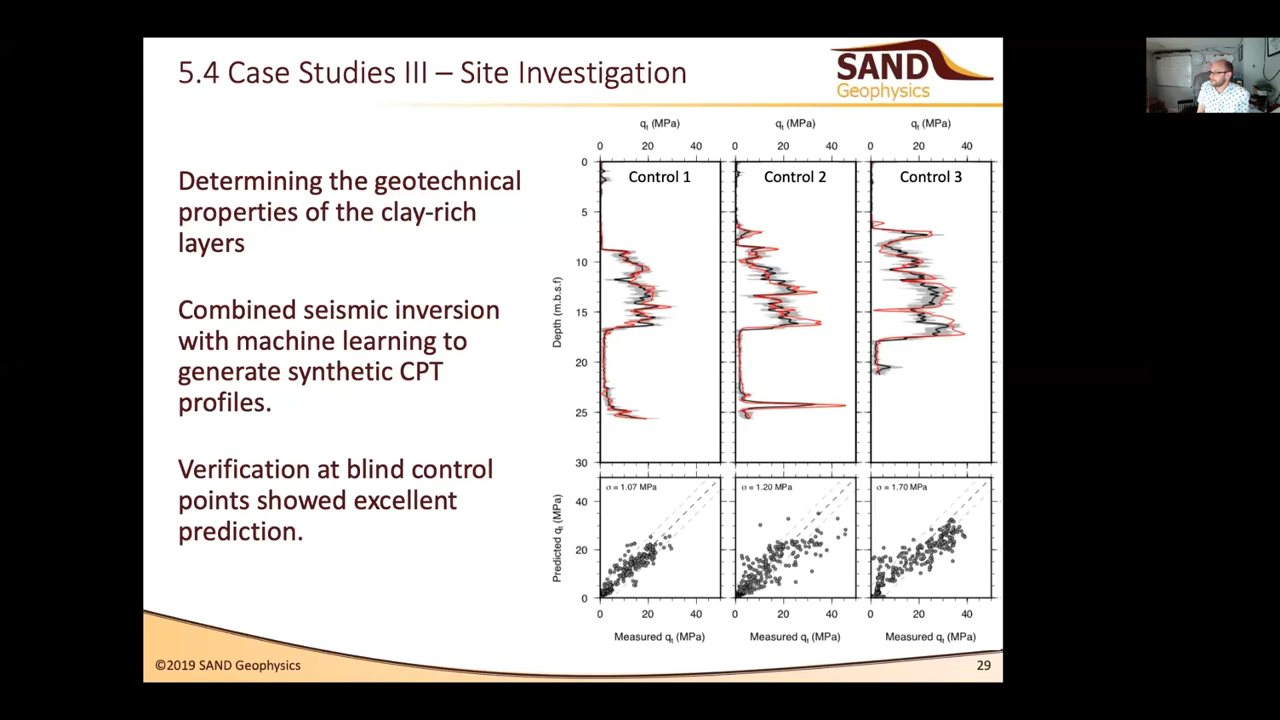 5.4 Case Studies III – Site Investigation
SAND
Geophysics
Determining the geotechnical
properties of the clay-rich
layers
Combined seismic inversion
with machine learning to
generate synthetic CPT
profiles.
Verification at blind control
points showed excellent
prediction.
qt (MPa) qt (MPa) qt (MPa)
0 20 40 0 20 40 0 20 40
Control 1 Control 2 Control 3
0
5
10
15
20
25
30
Depth (m.b.s.f)
σ = 1.07 MPa σ = 1.20 MPa σ = 1.70 MPa
40
20
0
Predicted qt (MPa)
0 20 40 0 20 40 0 20 40
Measured qt (MPa) Measured qt (MPa) Measured qt (MPa)
©2019 SAND Geophysics
29